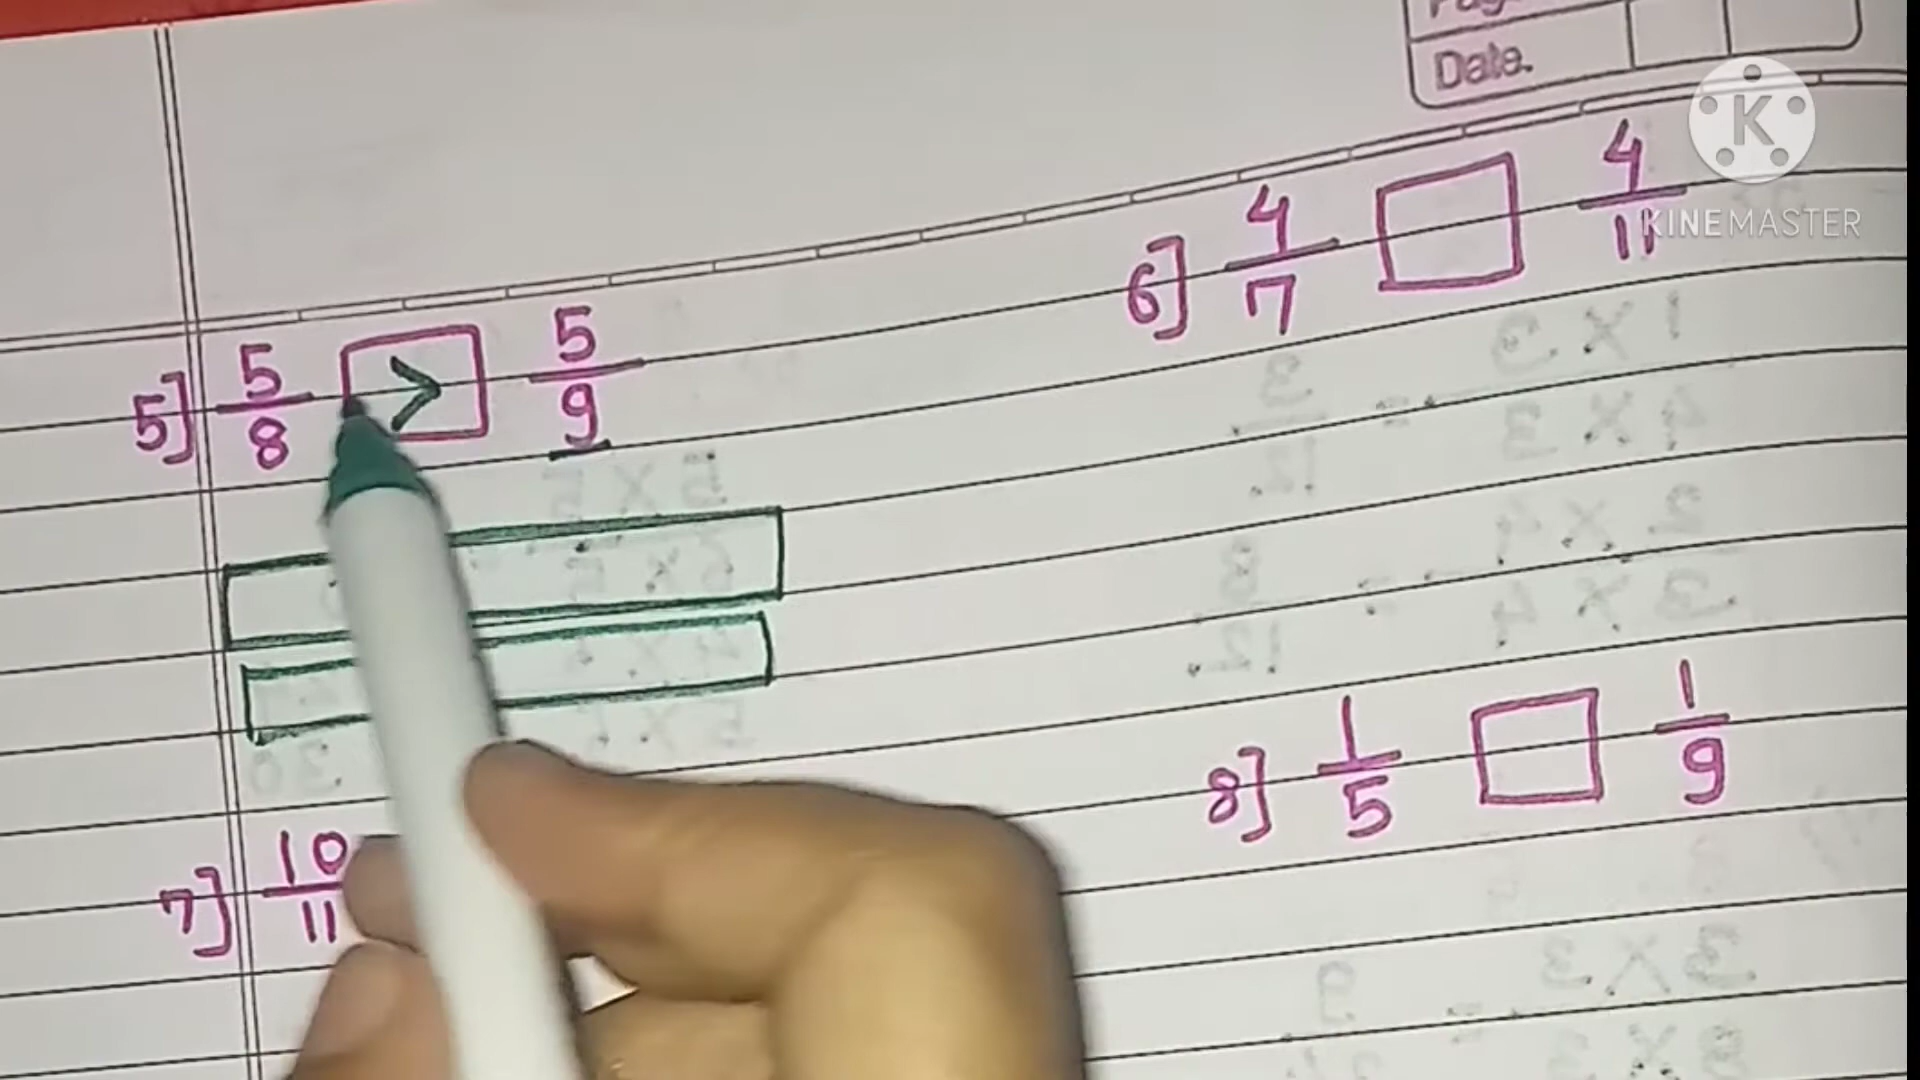 Date.
K
KINEMASTER
5] 5/8 > 5/9
6] 4/7 □ 4/11
7] 10/11
8] 1/5 □ 1/9